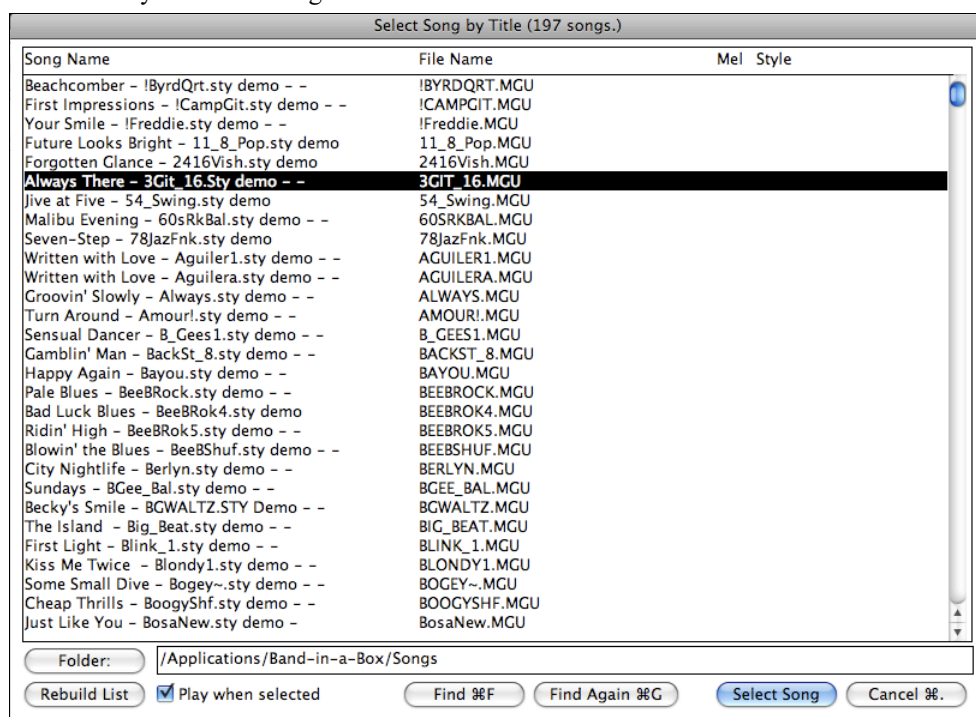 Select Song by Title (197 songs.)
Song Name File Name Mel Style
Beachcomber - !ByrdQrt.sty demo - - !BYRDQRT.MGU
First Impressions - !CampGit.sty demo - - !CAMPGIT.MGU
Your Smile - !Freddie.sty demo - - !Freddie.MGU
Future Looks Bright - 11_8_Pop.sty demo 11_8_Pop.MGU
Forgotten Glance - 2416Vish.sty demo 2416Vish.MGU
Always There - 3Git_16.Sty demo - - 3GIT_16.MGU
Jive at Five - 54_Swing.sty demo 54_Swing.MGU
Malibu Evening - 60sRkBal.sty demo - - 60SRKBAL.MGU
Seven-Step - 78JazFnk.sty demo 78JazFnk.MGU
Written with Love - Aguiler1.sty demo - - AGUILER1.MGU
Written with Love - Aguilera.sty demo - - AGUILERA.MGU
Groovin' Slowly - Always.sty demo - - ALWAYS.MGU
Turn Around - Amour!.sty demo - - AMOUR!.MGU
Sensual Dancer - B_Gees1.sty demo - - B_GEES1.MGU
Gamblin' Man - BackSt_8.sty demo - - BACKST_8.MGU
Happy Again - Bayou.sty demo - - BAYOU.MGU
Pale Blues - BeeBRock.sty demo - - BEEBROCK.MGU
Bad Luck Blues - BeeBRok4.sty demo BEEBROK4.MGU
Ridin' High - BeeBRok5.sty demo - - BEEBROK5.MGU
Blowin' the Blues - BeeBShuf.sty demo - - BEEBSHUF.MGU
City Nightlife - Berlyn.sty demo - - BERLYN.MGU
Sundays - BGee_Bal.sty demo - - BGEE_BAL.MGU
Becky's Smile - BGWALTZ.STY Demo - - BGWALTZ.MGU
The Island  - Big_Beat.sty demo - - BIG_BEAT.MGU
First Light - Blink_1.sty demo - - BLINK_1.MGU
Kiss Me Twice - Blondy1.sty demo - - BLONDY1.MGU
Some Small Dive - Bogey~.sty demo - - BOGEY~.MGU
Cheap Thrills - BoogyShf.sty demo - - BOOGYSHF.MGU
Just Like You - BosaNew.sty demo - BosaNew.MGU
Folder: /Applications/Band-in-a-Box/Songs
Rebuild List Play when selected Find ⌘F Find Again ⌘G Select Song Cancel ⌘.